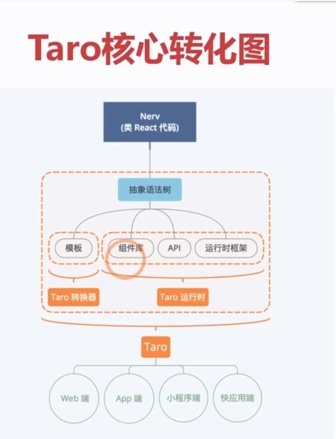 Taro核心转化图
Nerv
(类 React 代码)
抽象语法树
模板
组件库
API
运行时框架
Taro 转换器
Taro 运行时
Taro
Web 端
App 端
小程序端
快应用端